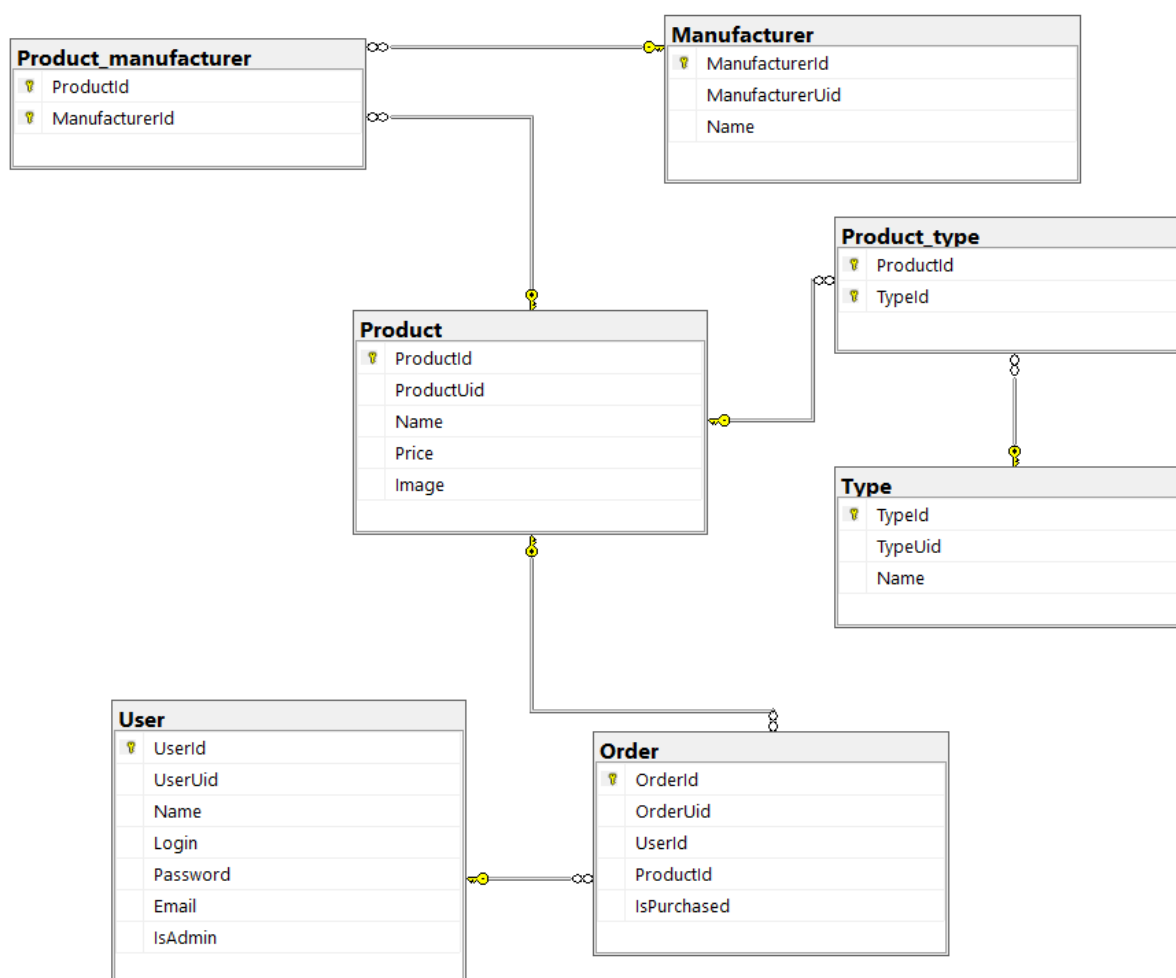 Product_manufacturer
ProductId
ManufacturerId
Manufacturer
ManufacturerId
ManufacturerUid
Name
Product_type
ProductId
TypeId
Product
ProductId
ProductUid
Name
Price
Image
Type
TypeId
TypeUid
Name
User
UserId
UserUid
Name
Login
Password
Email
IsAdmin
Order
OrderId
OrderUid
UserId
ProductId
IsPurchased